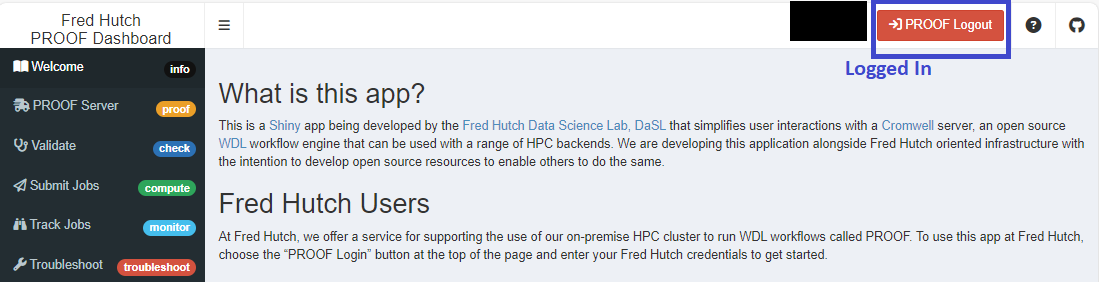 Fred Hutch
PROOF Dashboard
PROOF Logout
Logged In
Welcome info
PROOF Server proof
Validate check
Submit Jobs compute
Track Jobs monitor
Troubleshoot troubleshoot
What is this app?
This is a Shiny app being developed by the Fred Hutch Data Science Lab, DaSL that simplifies user interactions with a Cromwell server, an open source
WDL workflow engine that can be used with a range of HPC backends. We are developing this application alongside Fred Hutch oriented infrastructure with
the intention to develop open source resources to enable others to do the same.
Fred Hutch Users
At Fred Hutch, we offer a service for supporting the use of our on-premise HPC cluster to run WDL workflows called PROOF. To use this app at Fred Hutch,
choose the “PROOF Login” button at the top of the page and enter your Fred Hutch credentials to get started.